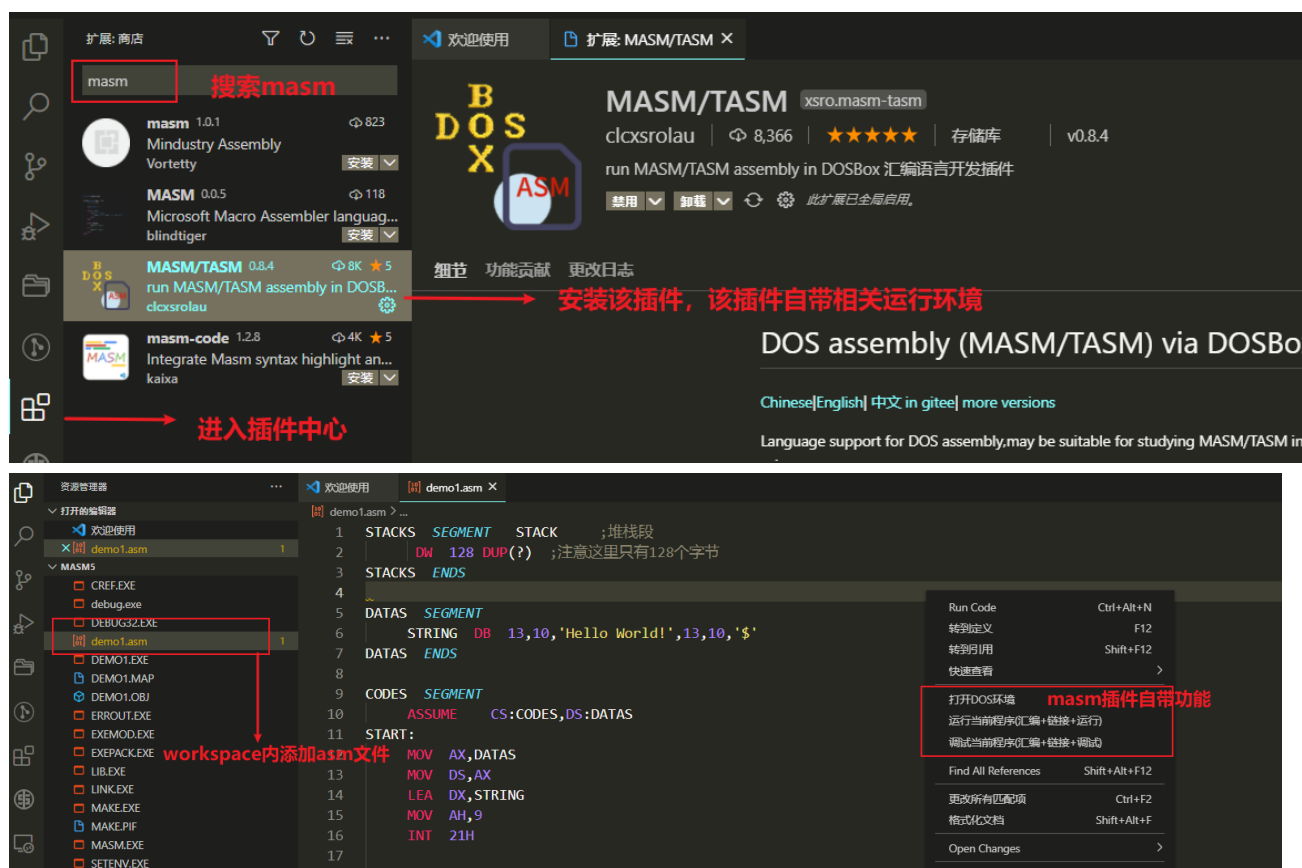 扩展: 商店
欢迎使用
扩展: MASM/TASM
masm
搜索masm
masm 1.0.1 823
Mindustry Assembly
Vortetty 安装
MASM 0.0.5 118
Microsoft Macro Assembler languag...
blindtiger 安装
MASM/TASM 0.8.4 8K 5
run MASM/TASM assembly in DOSB...
clcxsrolau
masm-code 1.2.8 4K 5
Integrate Masm syntax highlight an...
kaixa 安装
MASM
进入插件中心
BOX
DOS
ASM
MASM/TASM xsro.masm-tasm
clcxsrolau 8,366 ★★★★★ 存储库 v0.8.4
run MASM/TASM assembly in DOSBox 汇编语言开发插件
禁用 卸载 此扩展已全局启用。
细节 功能贡献 更改日志
安装该插件，该插件自带相关运行环境
DOS assembly (MASM/TASM) via DOSBo
Chinese|English| 中文 in gitee| more versions
Language support for DOS assembly,may be suitable for studying MASM/TASM in
资源管理器
欢迎使用
demo1.asm
打开的编辑器
欢迎使用
demo1.asm 1
MASM5
CREF.EXE
debug.exe
DEBUG32.EXE
demo1.asm 1
DEMO1.EXE
DEMO1.MAP
DEMO1.OBJ
ERROUT.EXE
EXEMOD.EXE
EXEPACK.EXE
LIB.EXE
LINK.EXE
MAKE.EXE
MAKE.PIF
MASM.EXE
SETENV.EXE
workspace内添加asm文件
demo1.asm > ...
1 STACKS SEGMENT STACK ;堆栈段
2 DW 128 DUP(?) ;注意这里只有128个字节
3 STACKS ENDS
4
5 DATAS SEGMENT
6 STRING DB 13,10,'Hello World!',13,10,'$'
7 DATAS ENDS
8
9 CODES SEGMENT
10 ASSUME CS:CODES,DS:DATAS
11 START:
12 MOV AX,DATAS
13 MOV DS,AX
14 LEA DX,STRING
15 MOV AH,9
16 INT 21H
17
Run Code Ctrl+Alt+N
转到定义 F12
转到引用 Shift+F12
快速查看
打开DOS环境
masm插件自带功能
运行当前程序(汇编+链接+运行)
调试当前程序(汇编+链接+调试)
Find All References Shift+Alt+F12
更改所有匹配项 Ctrl+F2
格式化文档 Shift+Alt+F
Open Changes